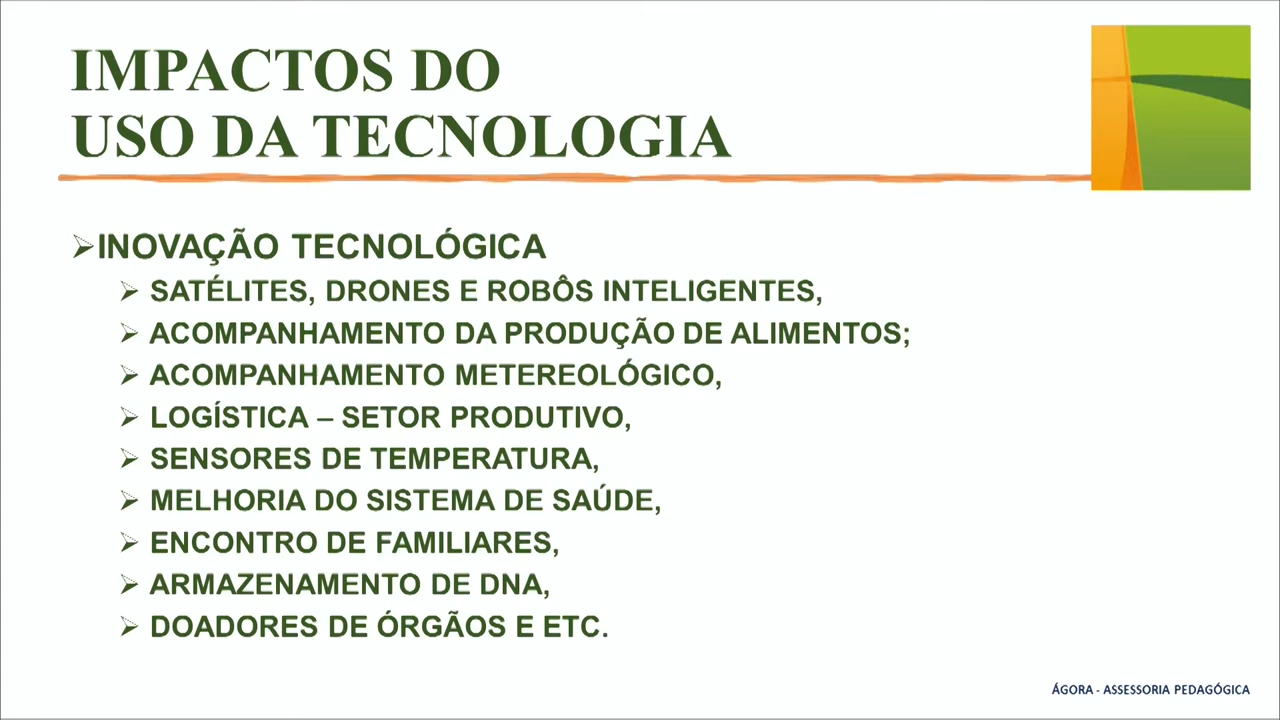 IMPACTOS DO
USO DA TECNOLOGIA
➢INOVAÇÃO TECNOLÓGICA
➢ SATÉLITES, DRONES E ROBÔS INTELIGENTES,
➢ ACOMPANHAMENTO DA PRODUÇÃO DE ALIMENTOS;
➢ ACOMPANHAMENTO METEREOLÓGICO,
➢ LOGÍSTICA – SETOR PRODUTIVO,
➢ SENSORES DE TEMPERATURA,
➢ MELHORIA DO SISTEMA DE SAÚDE,
➢ ENCONTRO DE FAMILIARES,
➢ ARMAZENAMENTO DE DNA,
➢ DOADORES DE ÓRGÃOS E ETC.
ÁGORA - ASSESSORIA PEDAGÓGICA